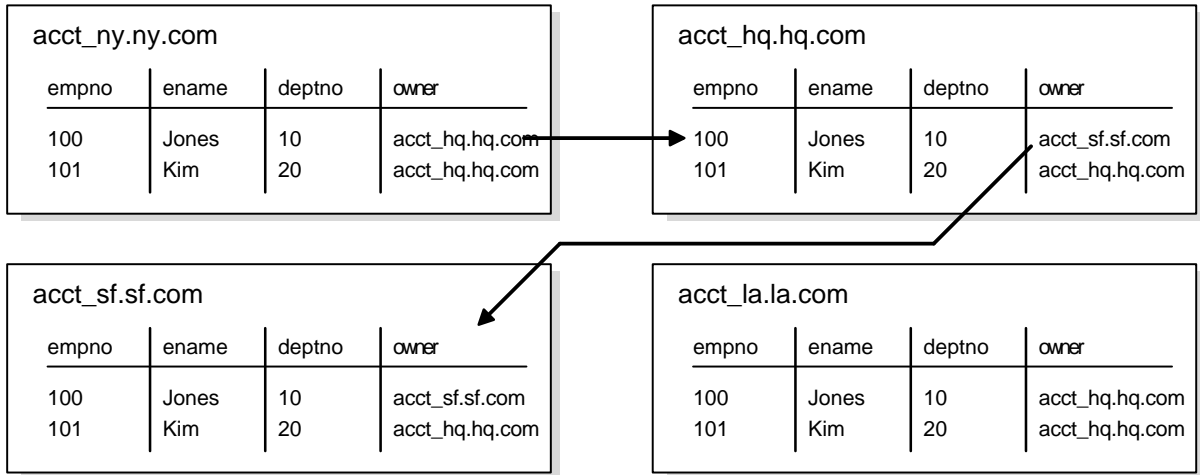 acct_ny.ny.com
empno ename deptno owner
100 Jones 10 acct_hq.hq.com
101 Kim 20 acct_hq.hq.com
acct_hq.hq.com
empno ename deptno owner
100 Jones 10 acct_sf.sf.com
101 Kim 20 acct_hq.hq.com
acct_sf.sf.com
empno ename deptno owner
100 Jones 10 acct_sf.sf.com
101 Kim 20 acct_hq.hq.com
acct_la.la.com
empno ename deptno owner
100 Jones 10 acct_hq.hq.com
101 Kim 20 acct_hq.hq.com